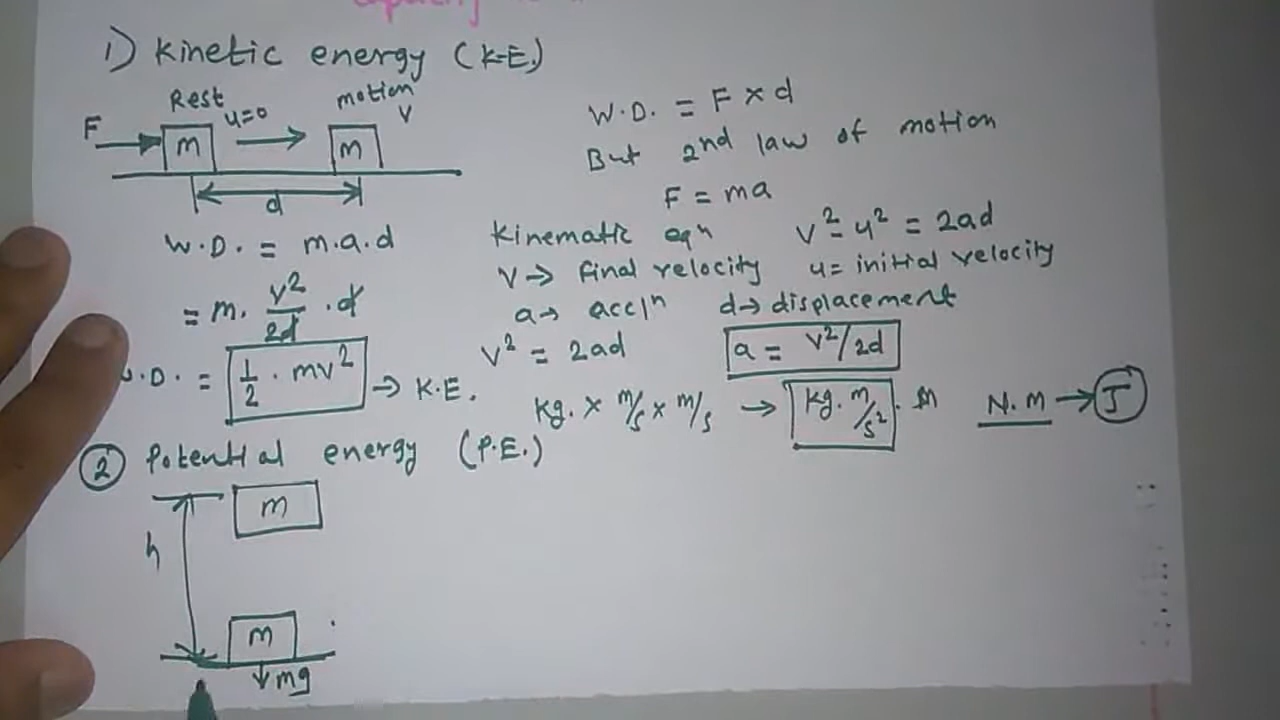 1) Kinetic energy (K.E.)
Rest
motion
F
u=0
V
m
m
d
W.D. = F × d
But 2nd law of motion
F = ma
W.D. = m.a.d
Kinematic eqn v² - u² = 2ad
V → final velocity u = initial velocity
= m. v²/2d . d
a → accln d → displacement
v² = 2ad a = v²/2d
W.D. = 1/2 . mv² → K.E.
kg. × m/s × m/s → kg. m/s² . m N.m → J
② Potential energy (P.E.)
m
h
m
mg